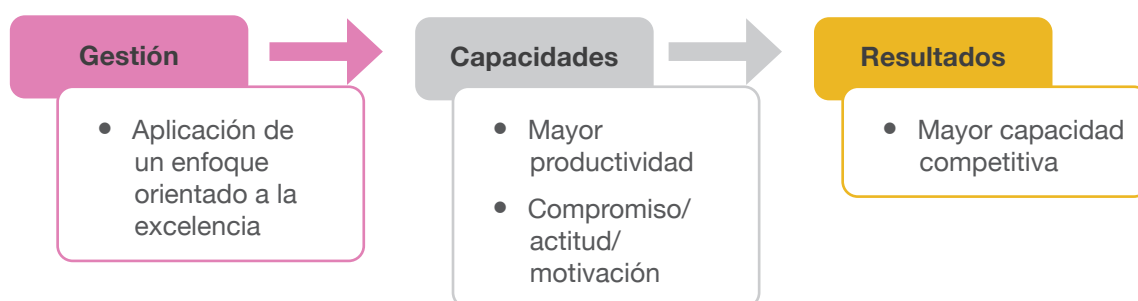 Gestión
• Aplicación de
un enfoque
orientado a la
excelencia
Capacidades
• Mayor
productividad
• Compromiso/
actitud/
motivación
Resultados
• Mayor capacidad
competitiva